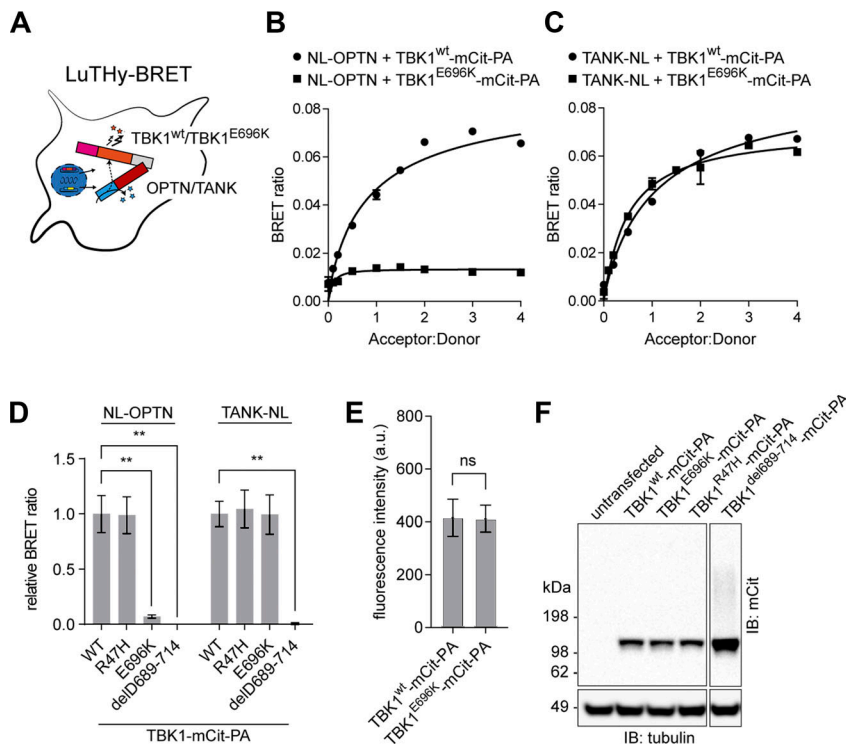 A
LuTHy-BRET
TBK1wt/TBK1E696K
OPTN/TANK
B
● NL-OPTN + TBK1wt-mCit-PA
■ NL-OPTN + TBK1E696K-mCit-PA
0.08
0.06
0.04
0.02
0.00
BRET ratio
0 1 2 3 4
Acceptor:Donor
C
● TANK-NL + TBK1wt-mCit-PA
■ TANK-NL + TBK1E696K-mCit-PA
0.08
0.06
0.04
0.02
0.00
BRET ratio
0 1 2 3 4
Acceptor:Donor
D
NL-OPTN TANK-NL
** **
**
1.5
1.0
0.5
0.0
relative BRET ratio
WT
R47H
E696K
delD689-714
WT
R47H
E696K
delD689-714
TBK1-mCit-PA
E
800
600
400
200
0
fluorescence intensity (a.u.)
ns
TBK1wt-mCit-PA
TBK1E696K-mCit-PA
F
untransfected
TBK1wt-mCit-PA
TBK1E696K-mCit-PA
TBK1R47H-mCit-PA
TBK1del689-714-mCit-PA
kDa
198
98
62
49
IB: mCit
IB: tubulin